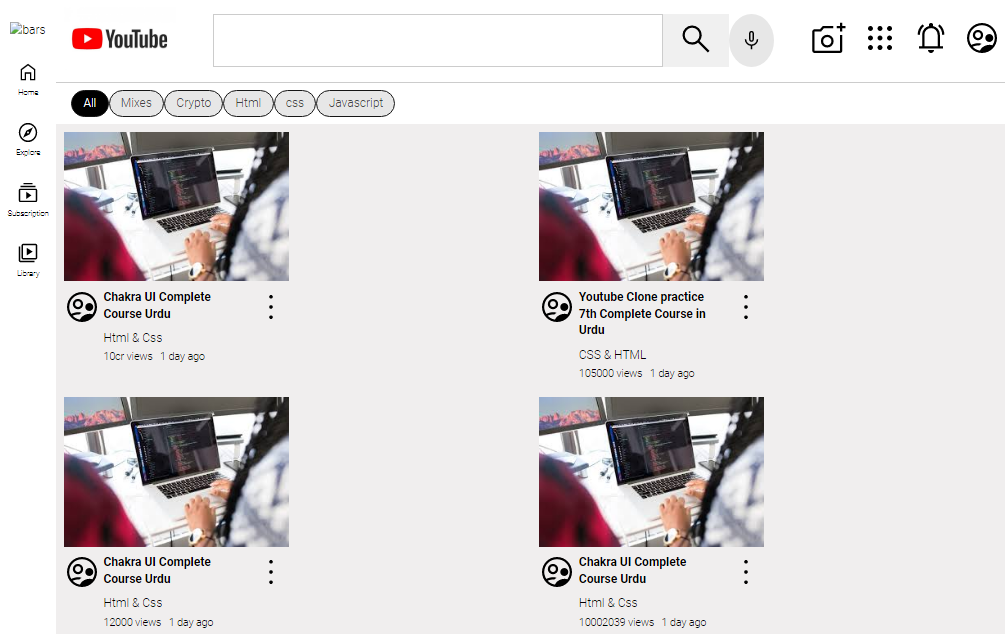 bars
YouTube
Home
Explore
Subscription
Library
All
Mixes
Crypto
Html
css
Javascript
Chakra UI Complete
Course Urdu
Html & Css
10cr views 1 day ago
Youtube Clone practice
7th Complete Course in
Urdu
CSS & HTML
105000 views 1 day ago
Chakra UI Complete
Course Urdu
Html & Css
12000 views 1 day ago
Chakra UI Complete
Course Urdu
Html & Css
10002039 views 1 day ago